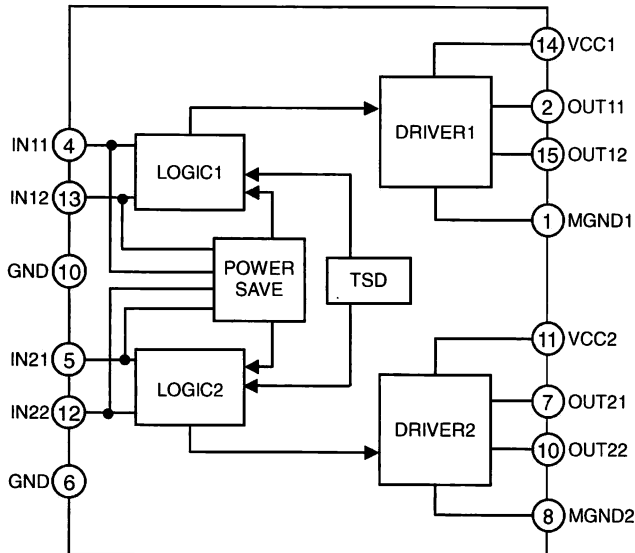 14 VCC1
2 OUT11
DRIVER1
IN11 4
15 OUT12
LOGIC1
IN12 13
1 MGND1
GND 10
POWER
SAVE
TSD
11 VCC2
IN21 5
LOGIC2
7 OUT21
IN22 12
DRIVER2
10 OUT22
GND 6
8 MGND2